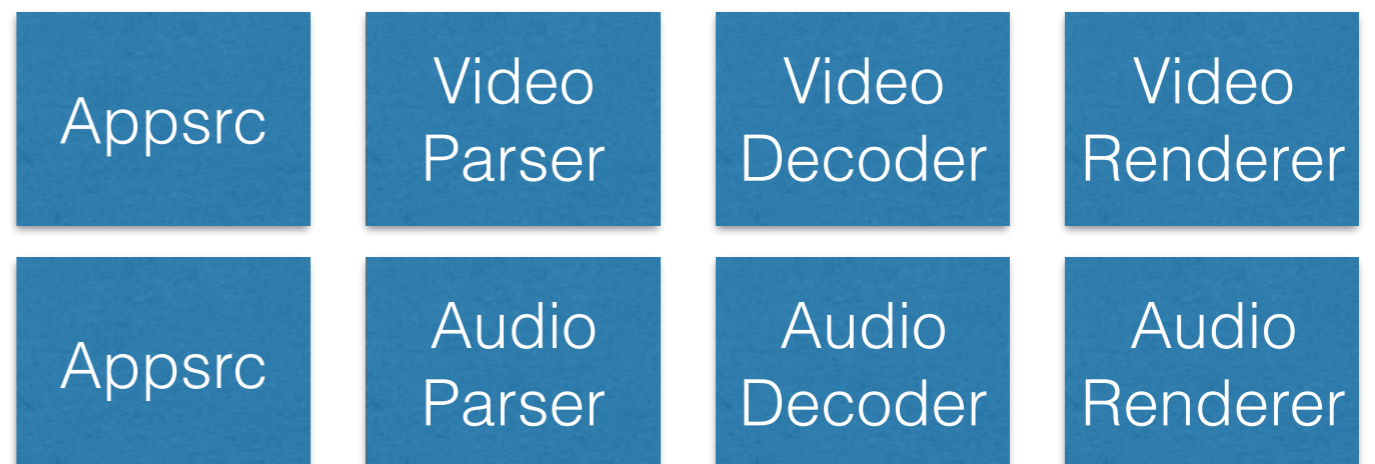 Appsrc
Video
Parser
Video
Decoder
Video
Renderer
Appsrc
Audio
Parser
Audio
Decoder
Audio
Renderer